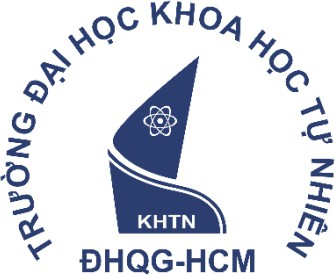 TRƯỜNG ĐẠI HỌC KHOA HỌC TỰ NHIÊN
KHTN
ĐHQG-HCM